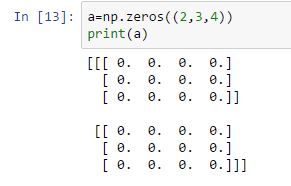 In [13]: a=np.zeros((2,3,4))
print(a)
[[[ 0. 0. 0. 0.]
[ 0. 0. 0. 0.]
[ 0. 0. 0. 0.]]
[[ 0. 0. 0. 0.]
[ 0. 0. 0. 0.]
[ 0. 0. 0. 0.]]]